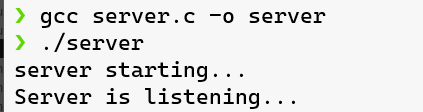 ❯ gcc server.c -o server
❯ ./server
server starting...
Server is listening...